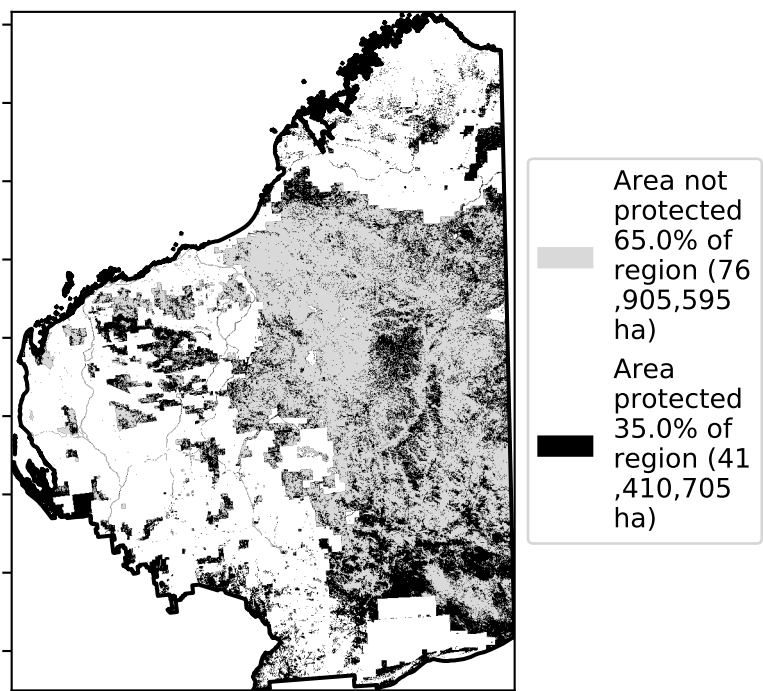 Area not
protected
65.0% of
region (76
,905,595
ha)
Area
protected
35.0% of
region (41
,410,705
ha)